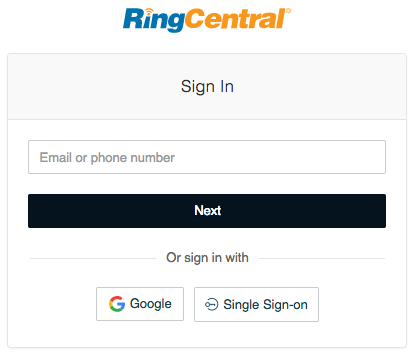 RingCentral®
Sign In
Email or phone number
Next
Or sign in with
Google
Single Sign-on